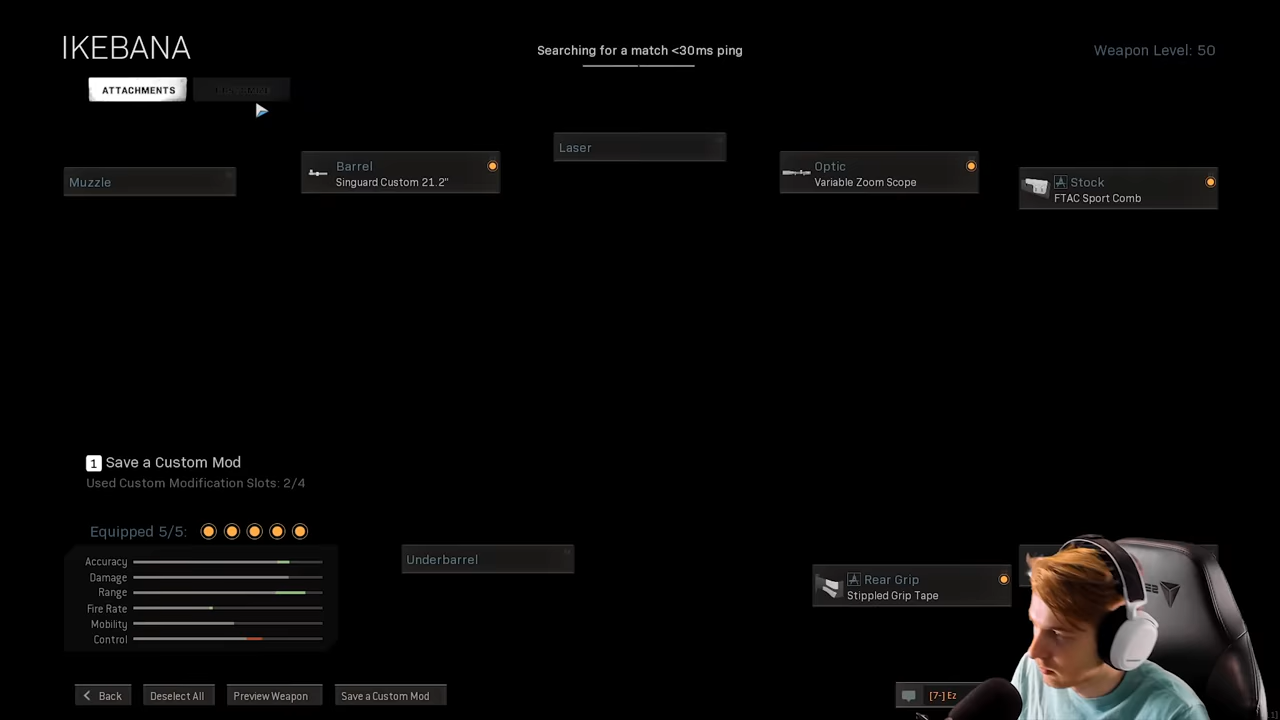 IKEBANA
Searching for a match <30ms ping
Weapon Level: 50
ATTACHMENTS
Laser
Barrel
Singuard Custom 21.2"
Optic
Variable Zoom Scope
Muzzle
Stock
FTAC Sport Comb
1 Save a Custom Mod
Used Custom Modification Slots: 2/4
Equipped 5/5:
Accuracy
Damage
Range
Fire Rate
Mobility
Control
Underbarrel
Rear Grip
Stippled Grip Tape
Back
Deselect All
Preview Weapon
Save a Custom Mod
[7-] Ez